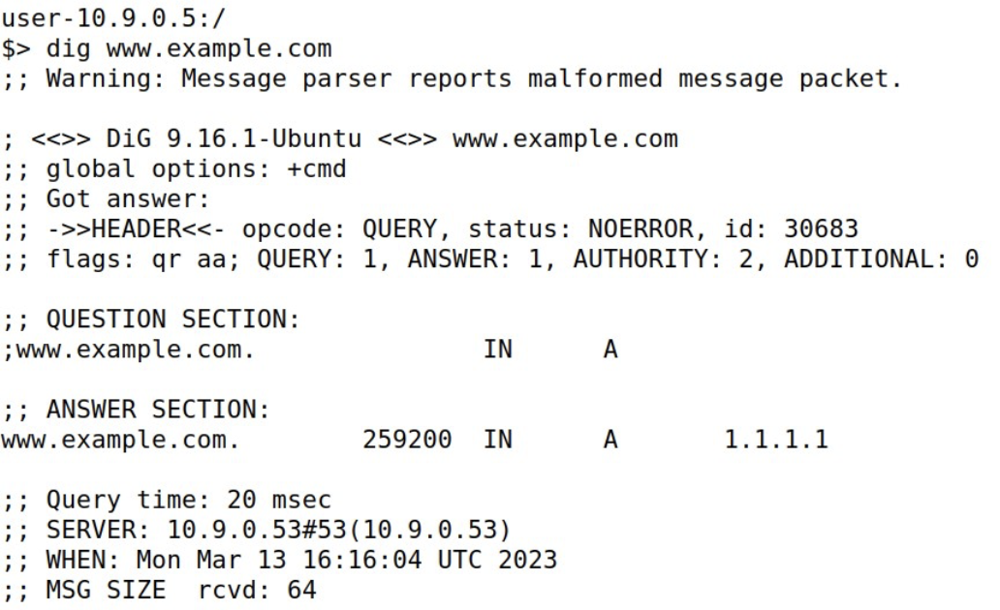 user-10.9.0.5:/
$> dig www.example.com
;; Warning: Message parser reports malformed message packet.

; <<>> DiG 9.16.1-Ubuntu <<>> www.example.com
;; global options: +cmd
;; Got answer:
;; ->>HEADER<<- opcode: QUERY, status: NOERROR, id: 30683
;; flags: qr aa; QUERY: 1, ANSWER: 1, AUTHORITY: 2, ADDITIONAL: 0

;; QUESTION SECTION:
;www.example.com.               IN      A

;; ANSWER SECTION:
www.example.com.        259200  IN      A       1.1.1.1

;; Query time: 20 msec
;; SERVER: 10.9.0.53#53(10.9.0.53)
;; WHEN: Mon Mar 13 16:16:04 UTC 2023
;; MSG SIZE  rcvd: 64